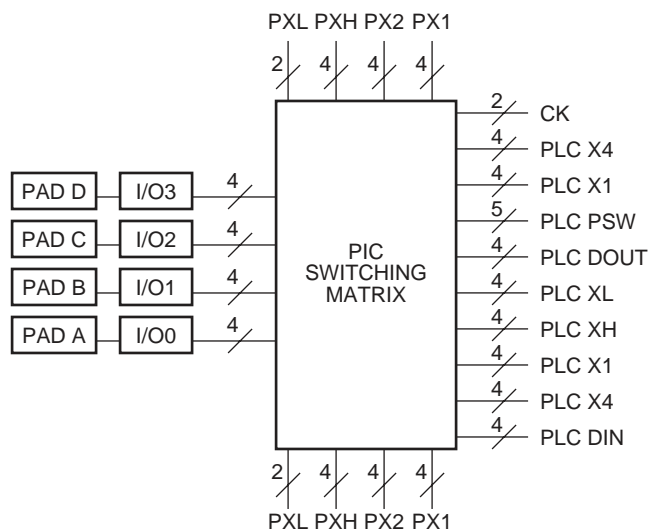 PXL PXH PX2 PX1
2 4 4 4
2 CK
4 PLC X4
4 PLC X1
PAD D I/O3 4
5 PLC PSW
PAD C I/O2 4
4 PLC DOUT
PIC
SWITCHING
MATRIX
PAD B I/O1 4
4 PLC XL
4 PLC XH
PAD A I/O0 4
4 PLC X1
4 PLC X4
4 PLC DIN
2 4 4 4
PXL PXH PX2 PX1